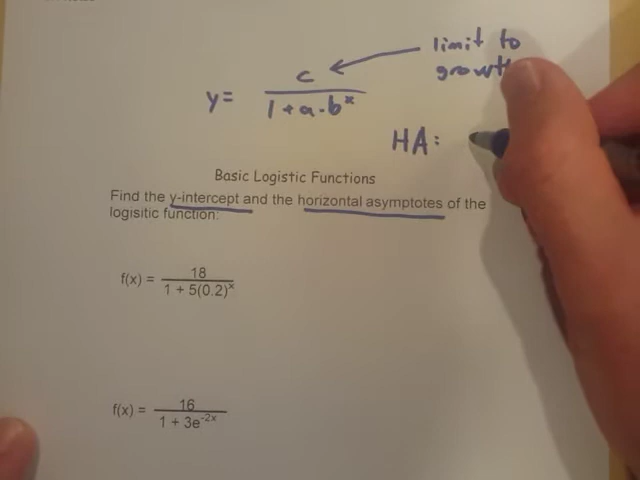 limit to
growth
y = c / 1 + a · b^x
HA:
Basic Logistic Functions
Find the y-intercept and the horizontal asymptotes of the
logisitic function:
f(x) = 18 / 1 + 5(0.2)^x
f(x) = 16 / 1 + 3e^-2x